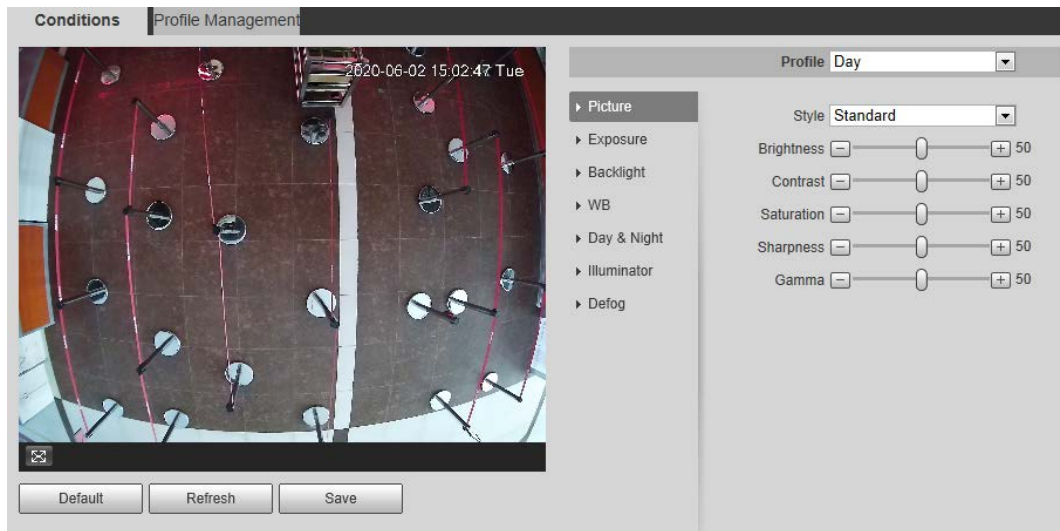 Conditions
Profile Management
2020-06-02 15:02:47 Tue
Profile Day
Picture
Exposure
Backlight
WB
Day & Night
Illuminator
Defog
Style Standard
Brightness 50
Contrast 50
Saturation 50
Sharpness 50
Gamma 50
Default Refresh Save